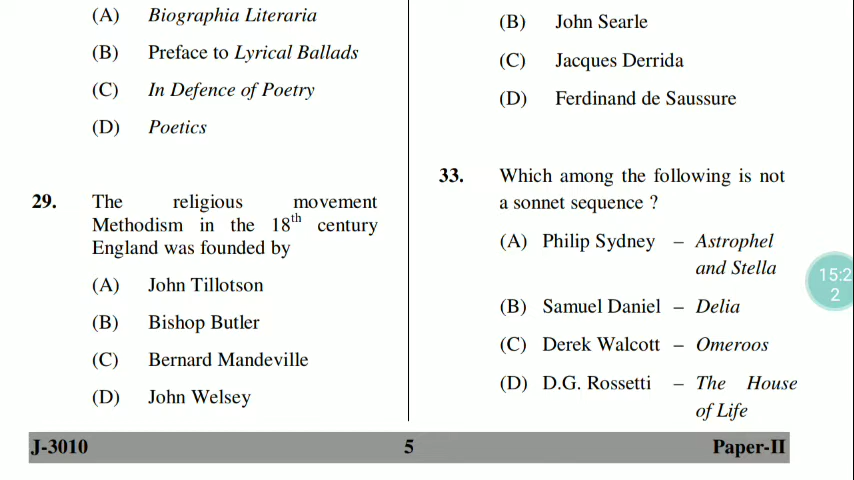 (A) Biographia Literaria
(B) Preface to Lyrical Ballads
(C) In Defence of Poetry
(D) Poetics
29. The religious movement
Methodism in the 18th century
England was founded by
(A) John Tillotson
(B) Bishop Butler
(C) Bernard Mandeville
(D) John Welsey
(B) John Searle
(C) Jacques Derrida
(D) Ferdinand de Saussure
33. Which among the following is not
a sonnet sequence ?
(A) Philip Sydney – Astrophel
and Stella
(B) Samuel Daniel – Delia
(C) Derek Walcott – Omeroos
(D) D.G. Rossetti – The House
of Life
15:2
2
J-3010 5 Paper-II